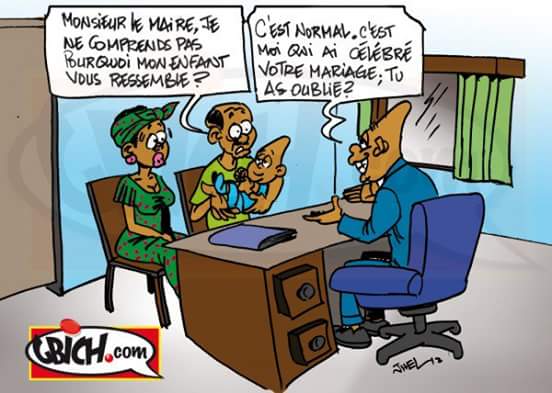 MONSIEUR LE MAIRE, JE
NE COMPRENDS PAS
POURQUOI MON ENFANT
VOUS RESSEMBLE ?
C'EST NORMAL. C'EST
MOI QUI AI CÉLÉBRÉ
VOTRE MARIAGE, TU
AS OUBLIÉ ?
GBICH.com